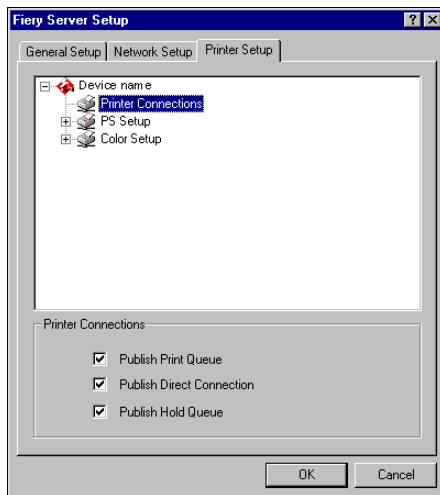 Fiery Server Setup
General Setup Network Setup Printer Setup
Device name
Printer Connections
PS Setup
Color Setup
Printer Connections
Publish Print Queue
Publish Direct Connection
Publish Hold Queue
OK Cancel